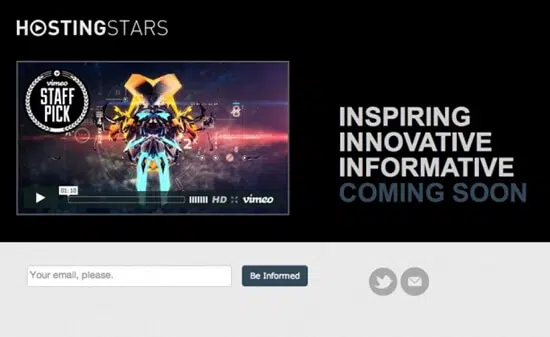 HOSTINGSTARS
vimeo
STAFF
PICK
01:10
HD vimeo
INSPIRING
INNOVATIVE
INFORMATIVE
COMING SOON
Your email, please.
Be Informed